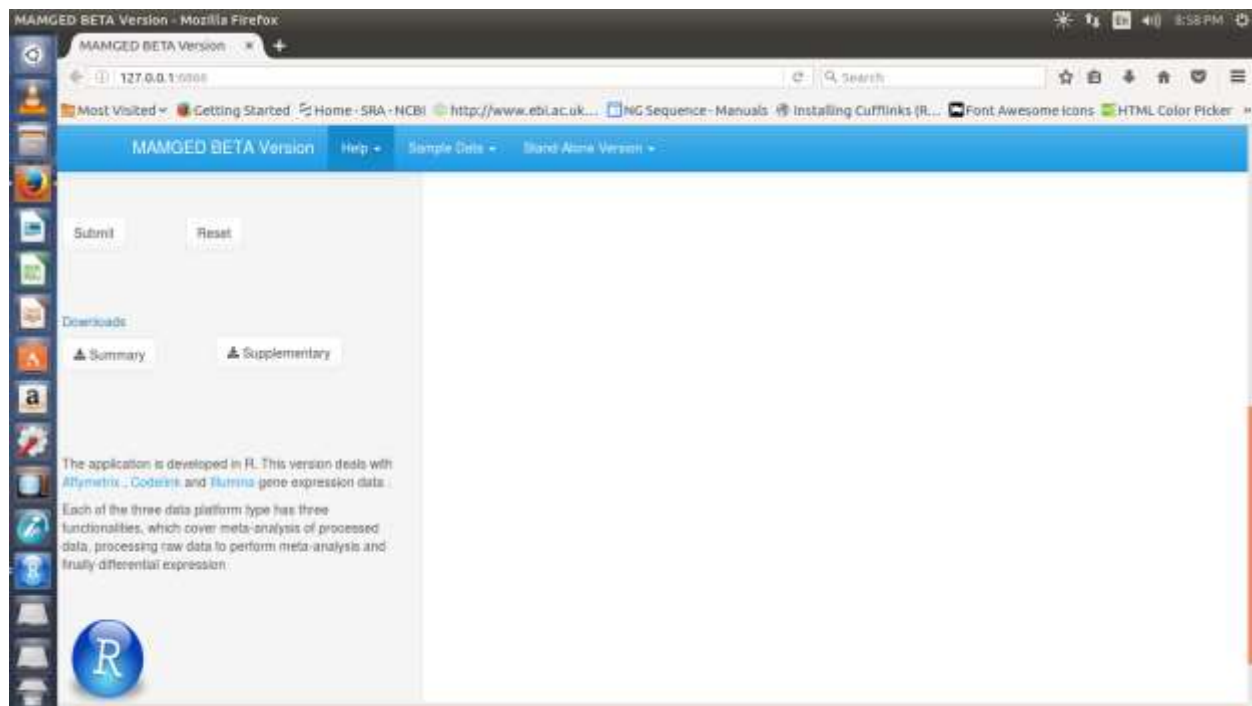 MAMGED BETA Version - Mozilla Firefox
En 8:58 PM
MAMGED BETA Version × +
127.0.0.1
Search
Most Visited Getting Started Home - SRA - NCBI http://www.ebi.ac.uk... NG Sequence - Manuals Installing Cufflinks (R... Font Awesome Icons HTML Color Picker »
MAMGED BETA Version Help Sample Data Stand Alone Version
Submit Reset
Downloads
Summary Supplementary
The application is developed in R. This version deals with
Affymetrix , Codelink and Illumina gene expression data .
Each of the three data platform type has three
functionalities, which cover meta-analysis of processed
data, processing raw data to perform meta-analysis and
finally differential expression
R
a